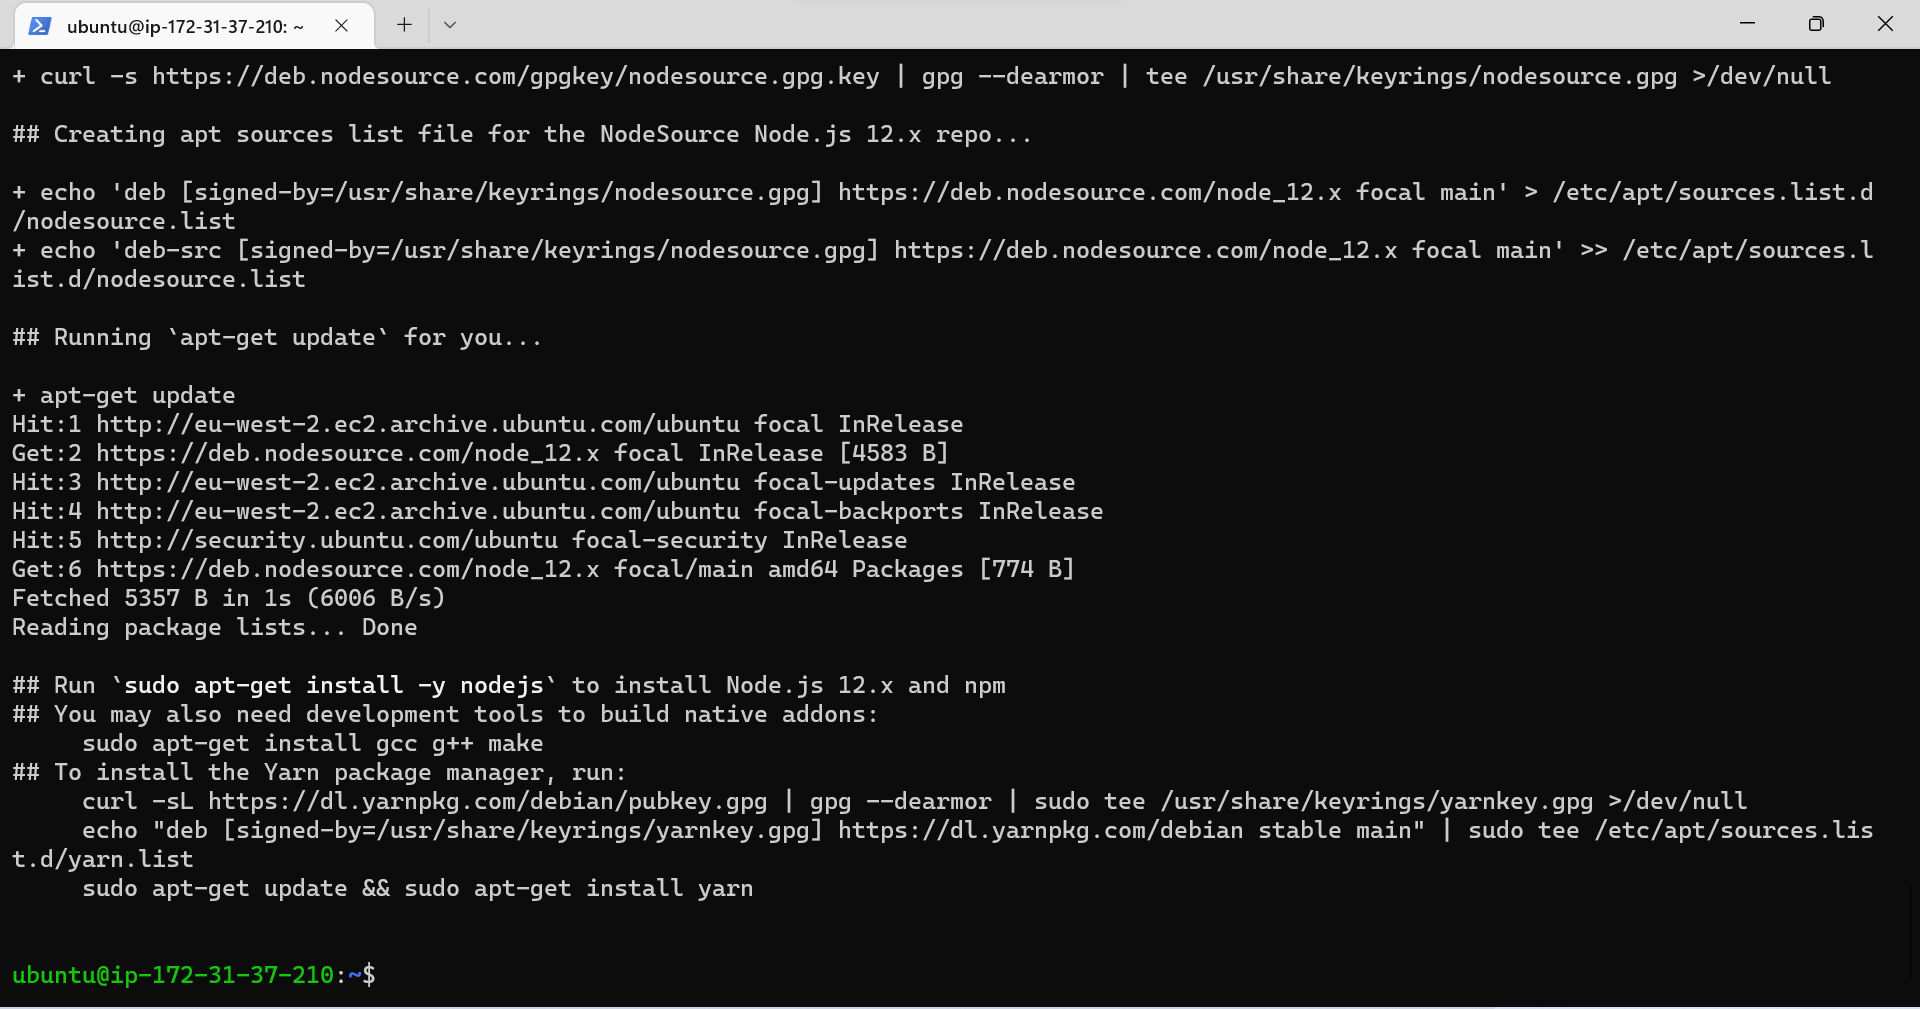 ubuntu@ip-172-31-37-210: ~
+ curl -s https://deb.nodesource.com/gpgkey/nodesource.gpg.key | gpg --dearmor | tee /usr/share/keyrings/nodesource.gpg >/dev/null
## Creating apt sources list file for the NodeSource Node.js 12.x repo...
+ echo 'deb [signed-by=/usr/share/keyrings/nodesource.gpg] https://deb.nodesource.com/node_12.x focal main' > /etc/apt/sources.list.d
/nodesource.list
+ echo 'deb-src [signed-by=/usr/share/keyrings/nodesource.gpg] https://deb.nodesource.com/node_12.x focal main' >> /etc/apt/sources.l
ist.d/nodesource.list
## Running `apt-get update` for you...
+ apt-get update
Hit:1 http://eu-west-2.ec2.archive.ubuntu.com/ubuntu focal InRelease
Get:2 https://deb.nodesource.com/node_12.x focal InRelease [4583 B]
Hit:3 http://eu-west-2.ec2.archive.ubuntu.com/ubuntu focal-updates InRelease
Hit:4 http://eu-west-2.ec2.archive.ubuntu.com/ubuntu focal-backports InRelease
Hit:5 http://security.ubuntu.com/ubuntu focal-security InRelease
Get:6 https://deb.nodesource.com/node_12.x focal/main amd64 Packages [774 B]
Fetched 5357 B in 1s (6006 B/s)
Reading package lists... Done
## Run `sudo apt-get install -y nodejs` to install Node.js 12.x and npm
## You may also need development tools to build native addons:
     sudo apt-get install gcc g++ make
## To install the Yarn package manager, run:
     curl -sL https://dl.yarnpkg.com/debian/pubkey.gpg | gpg --dearmor | sudo tee /usr/share/keyrings/yarnkey.gpg >/dev/null
     echo "deb [signed-by=/usr/share/keyrings/yarnkey.gpg] https://dl.yarnpkg.com/debian stable main" | sudo tee /etc/apt/sources.lis
t.d/yarn.list
     sudo apt-get update && sudo apt-get install yarn
ubuntu@ip-172-31-37-210:~$